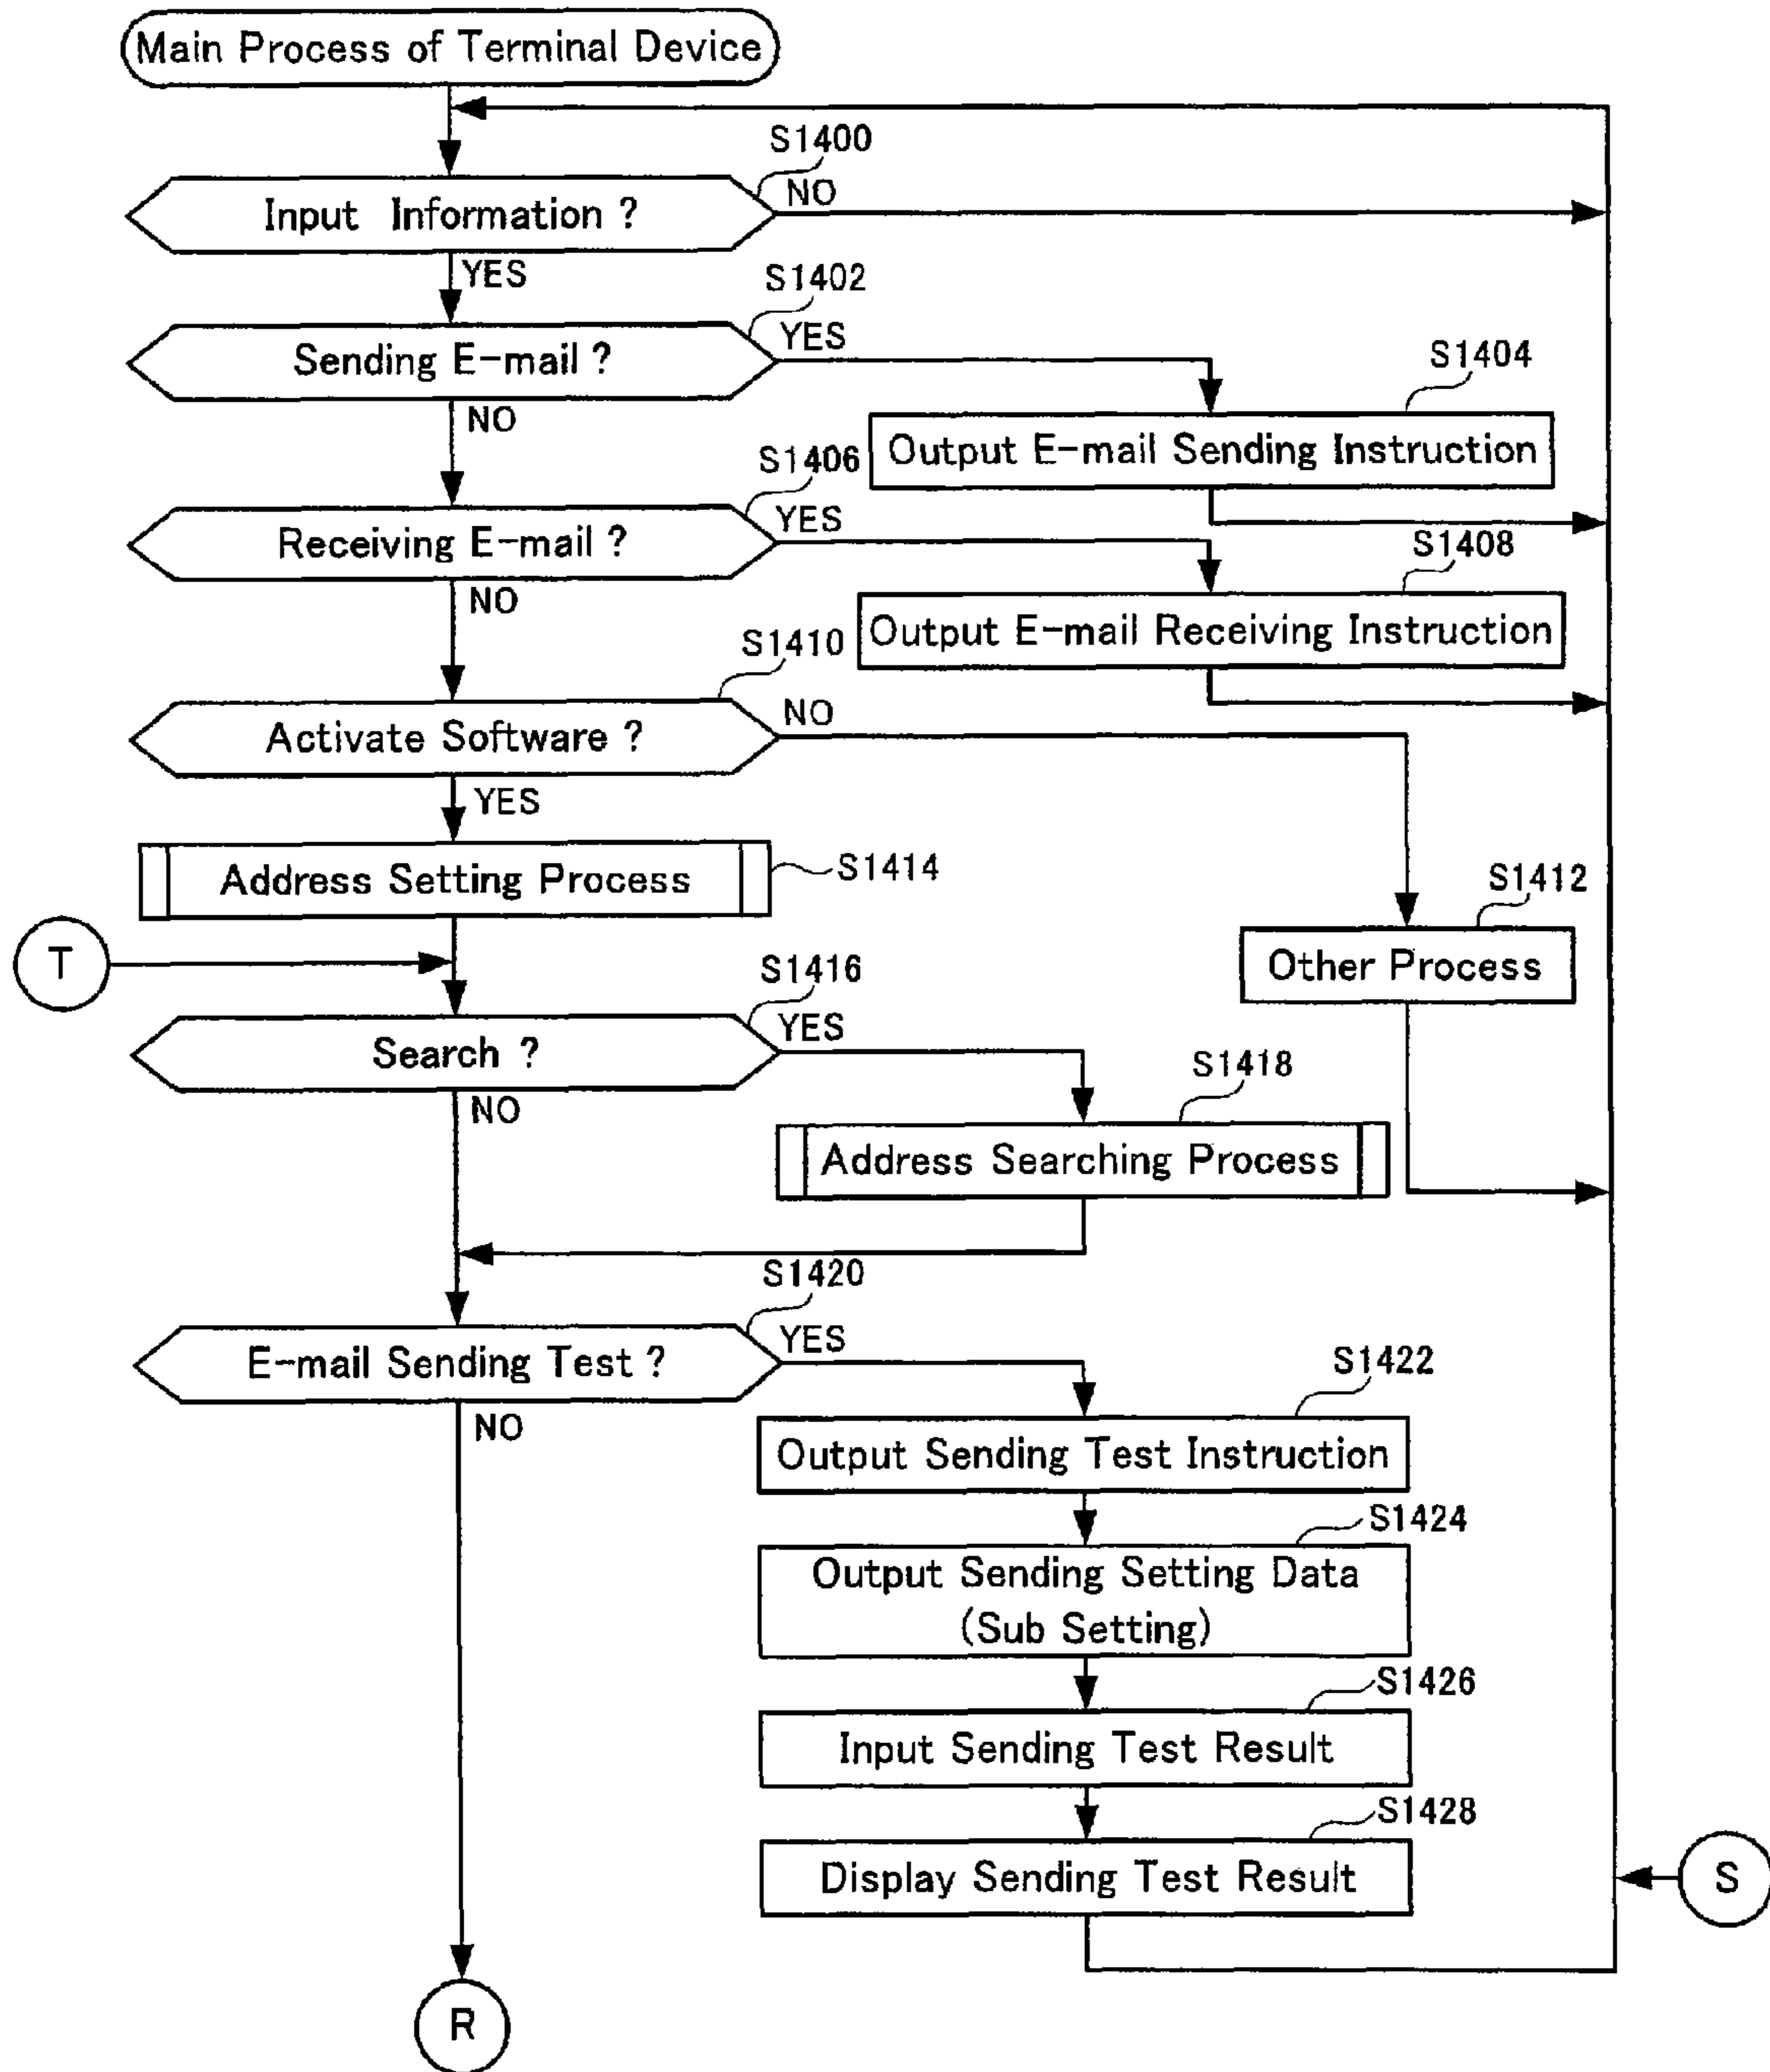 Main Process of Terminal Device
S1400
Input Information ?
NO
YES
S1402
Sending E-mail ?
YES
NO
S1404
Output E-mail Sending Instruction
S1406
Receiving E-mail ?
YES
NO
S1408
Output E-mail Receiving Instruction
S1410
Activate Software ?
NO
YES
Address Setting Process
S1414
S1412
Other Process
T
S1416
Search ?
YES
NO
S1418
Address Searching Process
S1420
E-mail Sending Test ?
YES
NO
S1422
Output Sending Test Instruction
S1424
Output Sending Setting Data
(Sub Setting)
S1426
Input Sending Test Result
S1428
Display Sending Test Result
S
R